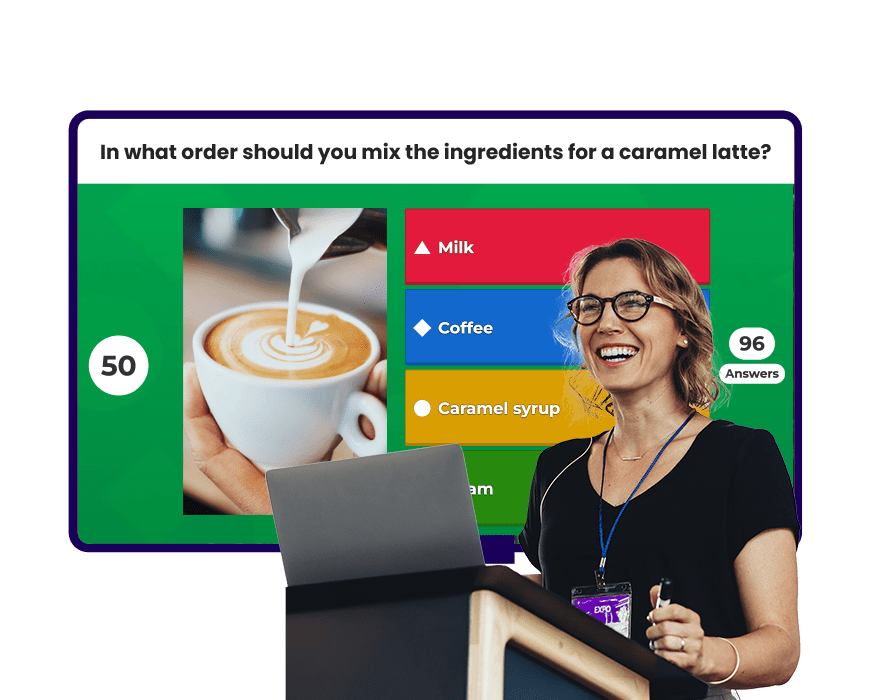 In what order should you mix the ingredients for a caramel latte?
Milk
Coffee
Caramel syrup
am
50
96
Answers
EXPO